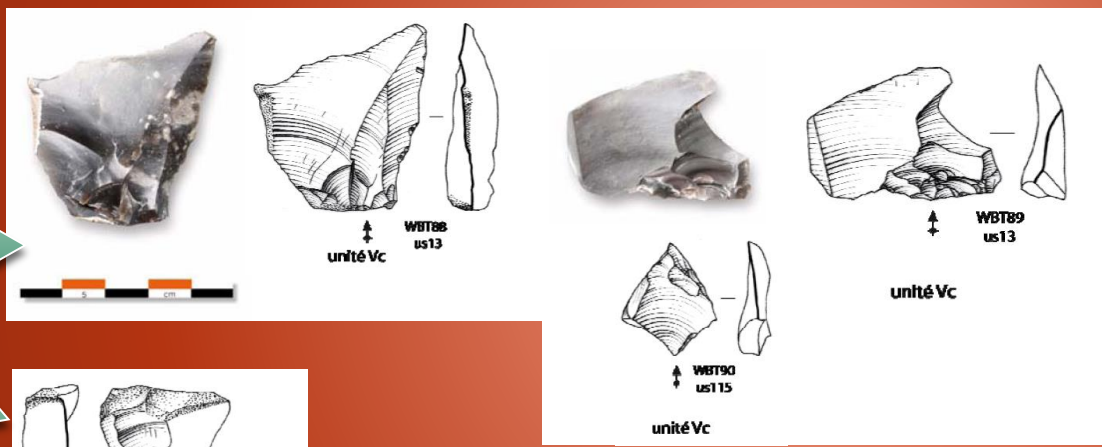 WBT88
us13
unité Vc
5 cm
WBT89
us13
unité Vc
WBT90
us115
unité Vc